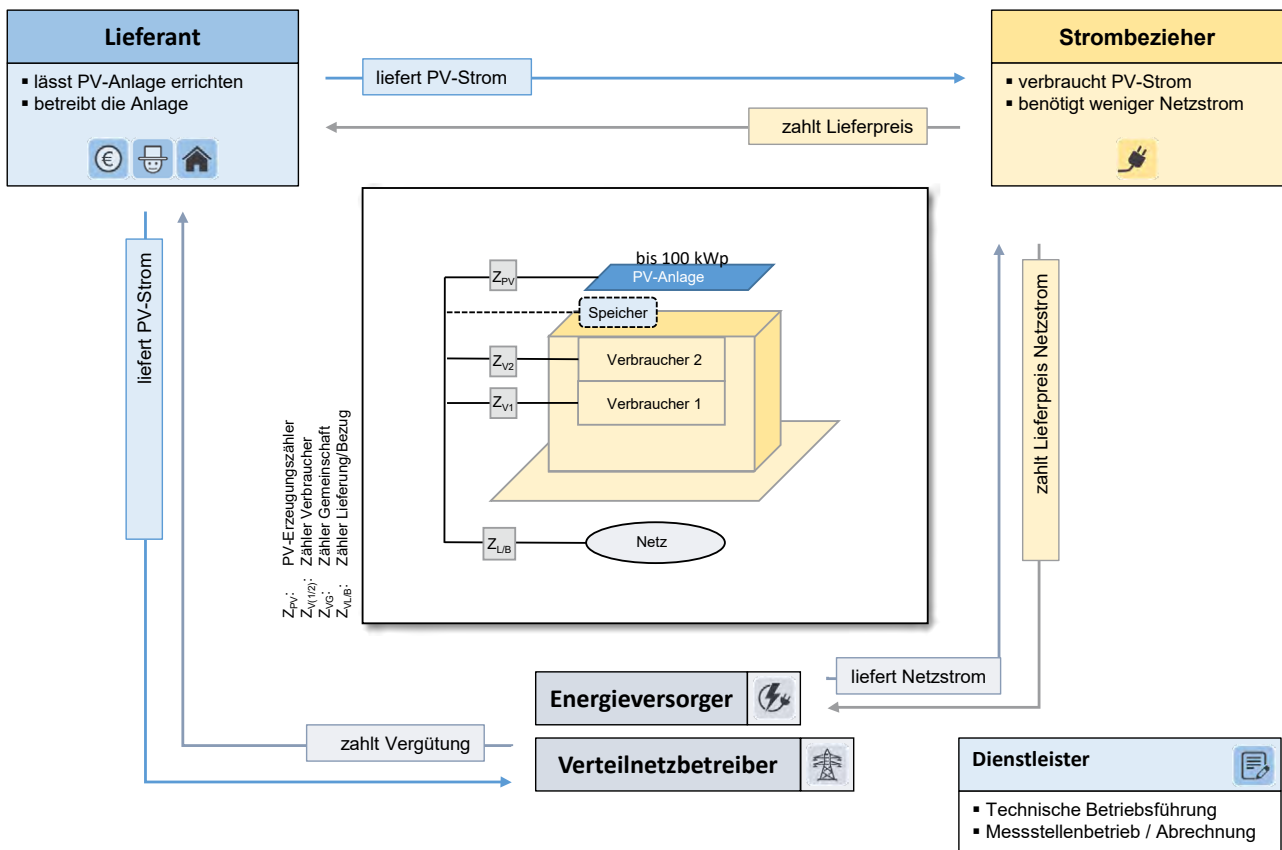 Lieferant
▪ lässt PV-Anlage errichten
▪ betreibt die Anlage
€
liefert PV-Strom
zahlt Lieferpreis
Strombezieher
▪ verbraucht PV-Strom
▪ benötigt weniger Netzstrom
liefert PV-Strom
bis 100 kWp
PV-Anlage
Z_PV
Speicher
Z_V2
Verbraucher 2
Z_V1
Verbraucher 1
Z_L/B
Netz
Z_PV: PV-Erzeugungszähler
Z_V(1/2): Zähler Verbraucher
Z_VG: Zähler Gemeinschaft
Z_VL/B: Zähler Lieferung/Bezug
zahlt Lieferpreis Netzstrom
liefert Netzstrom
Energieversorger
zahlt Vergütung
Verteilnetzbetreiber
Dienstleister
▪ Technische Betriebsführung
▪ Messstellenbetrieb / Abrechnung